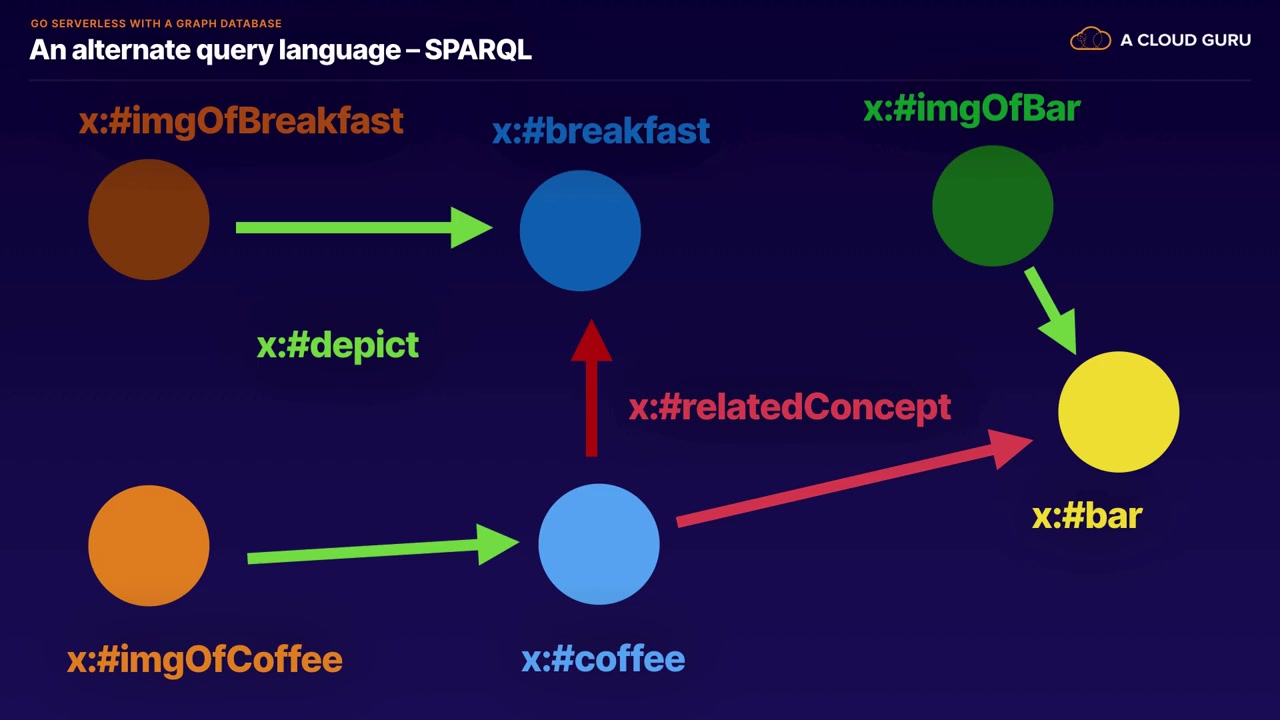 GO SERVERLESS WITH A GRAPH DATABASE
An alternate query language – SPARQL
A CLOUD GURU
x:#imgOfBreakfast
x:#breakfast
x:#imgOfBar
x:#depict
x:#relatedConcept
x:#bar
x:#imgOfCoffee
x:#coffee